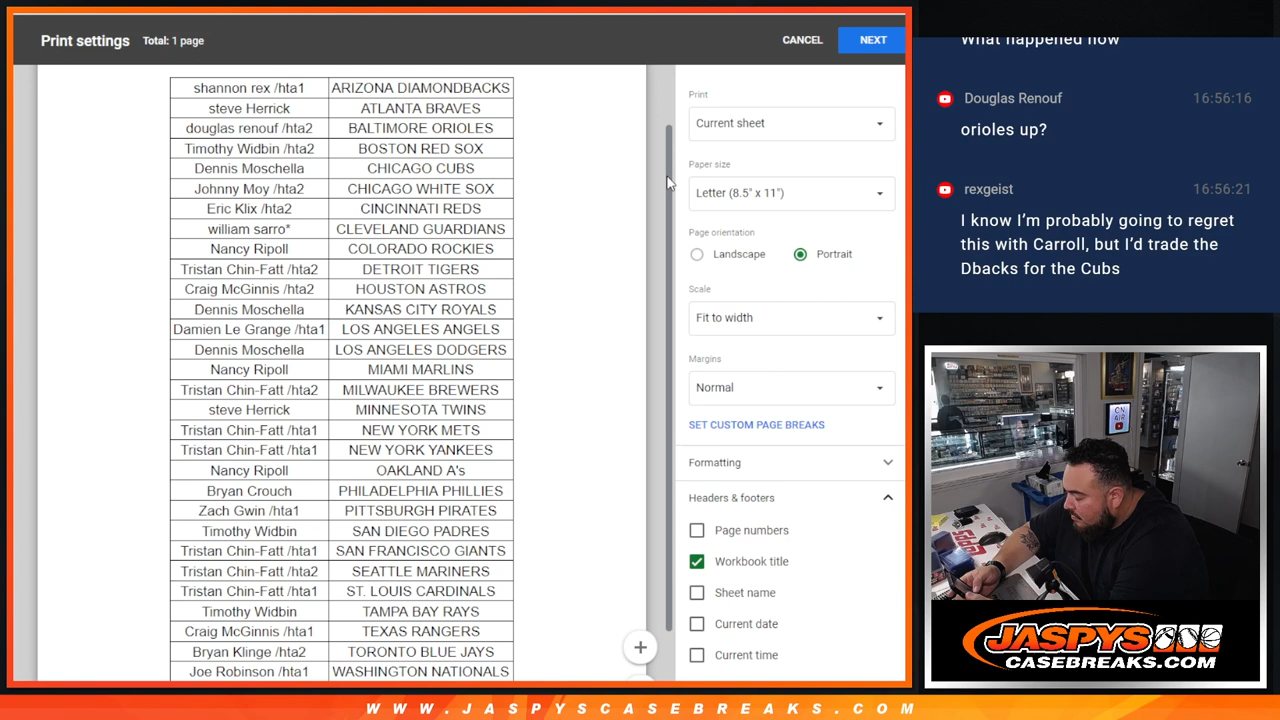 Print settings
Total: 1 page
CANCEL
NEXT
shannon rex /hta1 ARIZONA DIAMONDBACKS
steve Herrick ATLANTA BRAVES
douglas renouf /hta2 BALTIMORE ORIOLES
Timothy Widbin /hta2 BOSTON RED SOX
Dennis Moschella CHICAGO CUBS
Johnny Moy /hta2 CHICAGO WHITE SOX
Eric Klix /hta2 CINCINNATI REDS
william sarro* CLEVELAND GUARDIANS
Nancy Ripoll COLORADO ROCKIES
Tristan Chin-Fatt /hta2 DETROIT TIGERS
Craig McGinnis /hta2 HOUSTON ASTROS
Dennis Moschella KANSAS CITY ROYALS
Damien Le Grange /hta1 LOS ANGELES ANGELS
Dennis Moschella LOS ANGELES DODGERS
Nancy Ripoll MIAMI MARLINS
Tristan Chin-Fatt /hta2 MILWAUKEE BREWERS
steve Herrick MINNESOTA TWINS
Tristan Chin-Fatt /hta1 NEW YORK METS
Tristan Chin-Fatt /hta1 NEW YORK YANKEES
Nancy Ripoll OAKLAND A's
Bryan Crouch PHILADELPHIA PHILLIES
Zach Gwin /hta1 PITTSBURGH PIRATES
Timothy Widbin SAN DIEGO PADRES
Tristan Chin-Fatt /hta1 SAN FRANCISCO GIANTS
Tristan Chin-Fatt /hta2 SEATTLE MARINERS
Tristan Chin-Fatt /hta1 ST. LOUIS CARDINALS
Timothy Widbin TAMPA BAY RAYS
Craig McGinnis /hta1 TEXAS RANGERS
Bryan Klinge /hta2 TORONTO BLUE JAYS
Joe Robinson /hta1 WASHINGTON NATIONALS
Print
Current sheet
Paper size
Letter (8.5" x 11")
Page orientation
Landscape
Portrait
Scale
Fit to width
Margins
Normal
SET CUSTOM PAGE BREAKS
Formatting
Headers & footers
Page numbers
Workbook title
Sheet name
Current date
Current time
What happened now
Douglas Renouf 16:56:16
orioles up?
rexgeist 16:56:21
I know I'm probably going to regret
this with Carroll, but I'd trade the
Dbacks for the Cubs
ON
AIR
JASPYS
CASEBREAKS.COM
WWW.JASPYSCASEBREAKS.COM